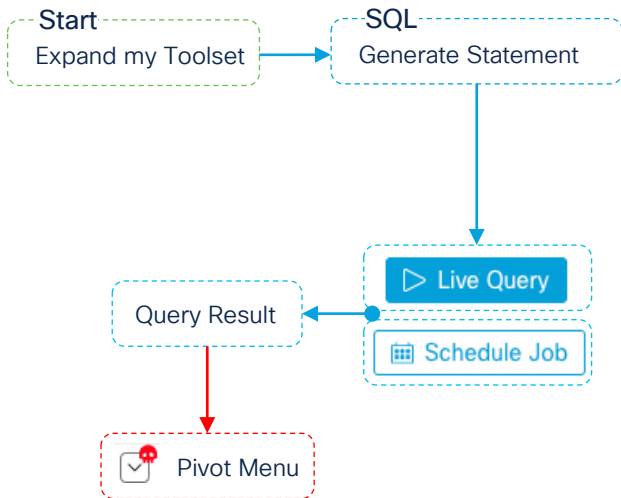 Start
Expand my Toolset
SQL
Generate Statement
Live Query
Query Result
Schedule Job
Pivot Menu